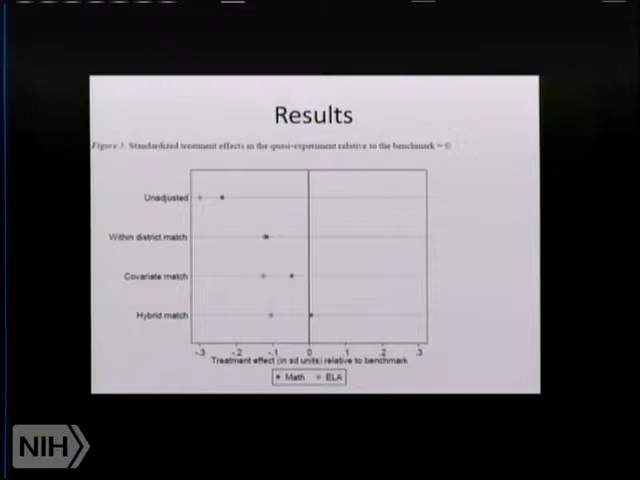 Results
Figure 3. Standardized treatment effects in the quasi-experiment relative to the benchmark = 0
Unadjusted
Within district match
Covariate match
Hybrid match
-.3 -.2 -.1 0 .1 .2 .3
Treatment effect (in sd units) relative to benchmark
Math ELA
NIH